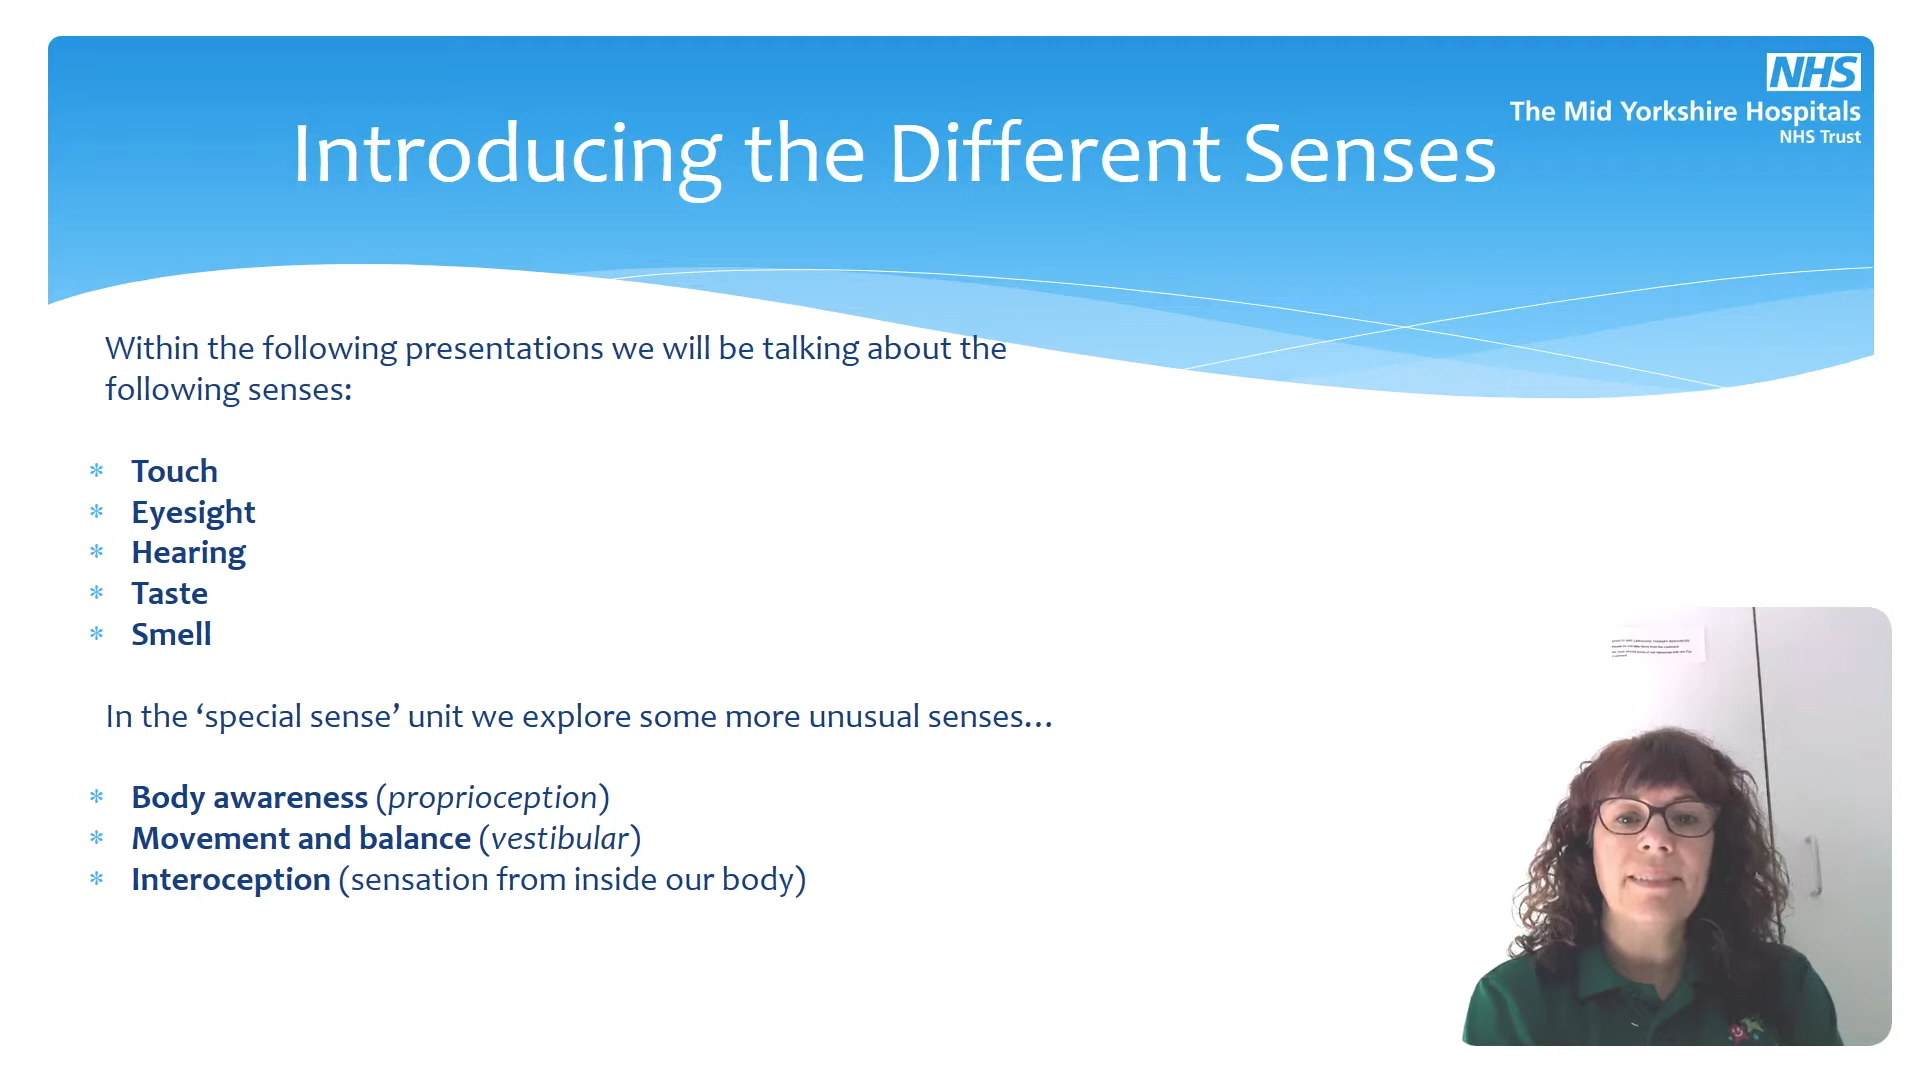 NHS
The Mid Yorkshire Hospitals
NHS Trust
Introducing the Different Senses
Within the following presentations we will be talking about the
following senses:
* Touch
* Eyesight
* Hearing
* Taste
* Smell
In the ‘special sense’ unit we explore some more unusual senses…
* Body awareness (proprioception)
* Movement and balance (vestibular)
* Interoception (sensation from inside our body)